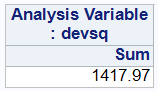 Analysis Variable
: devsq
Sum
1417.97